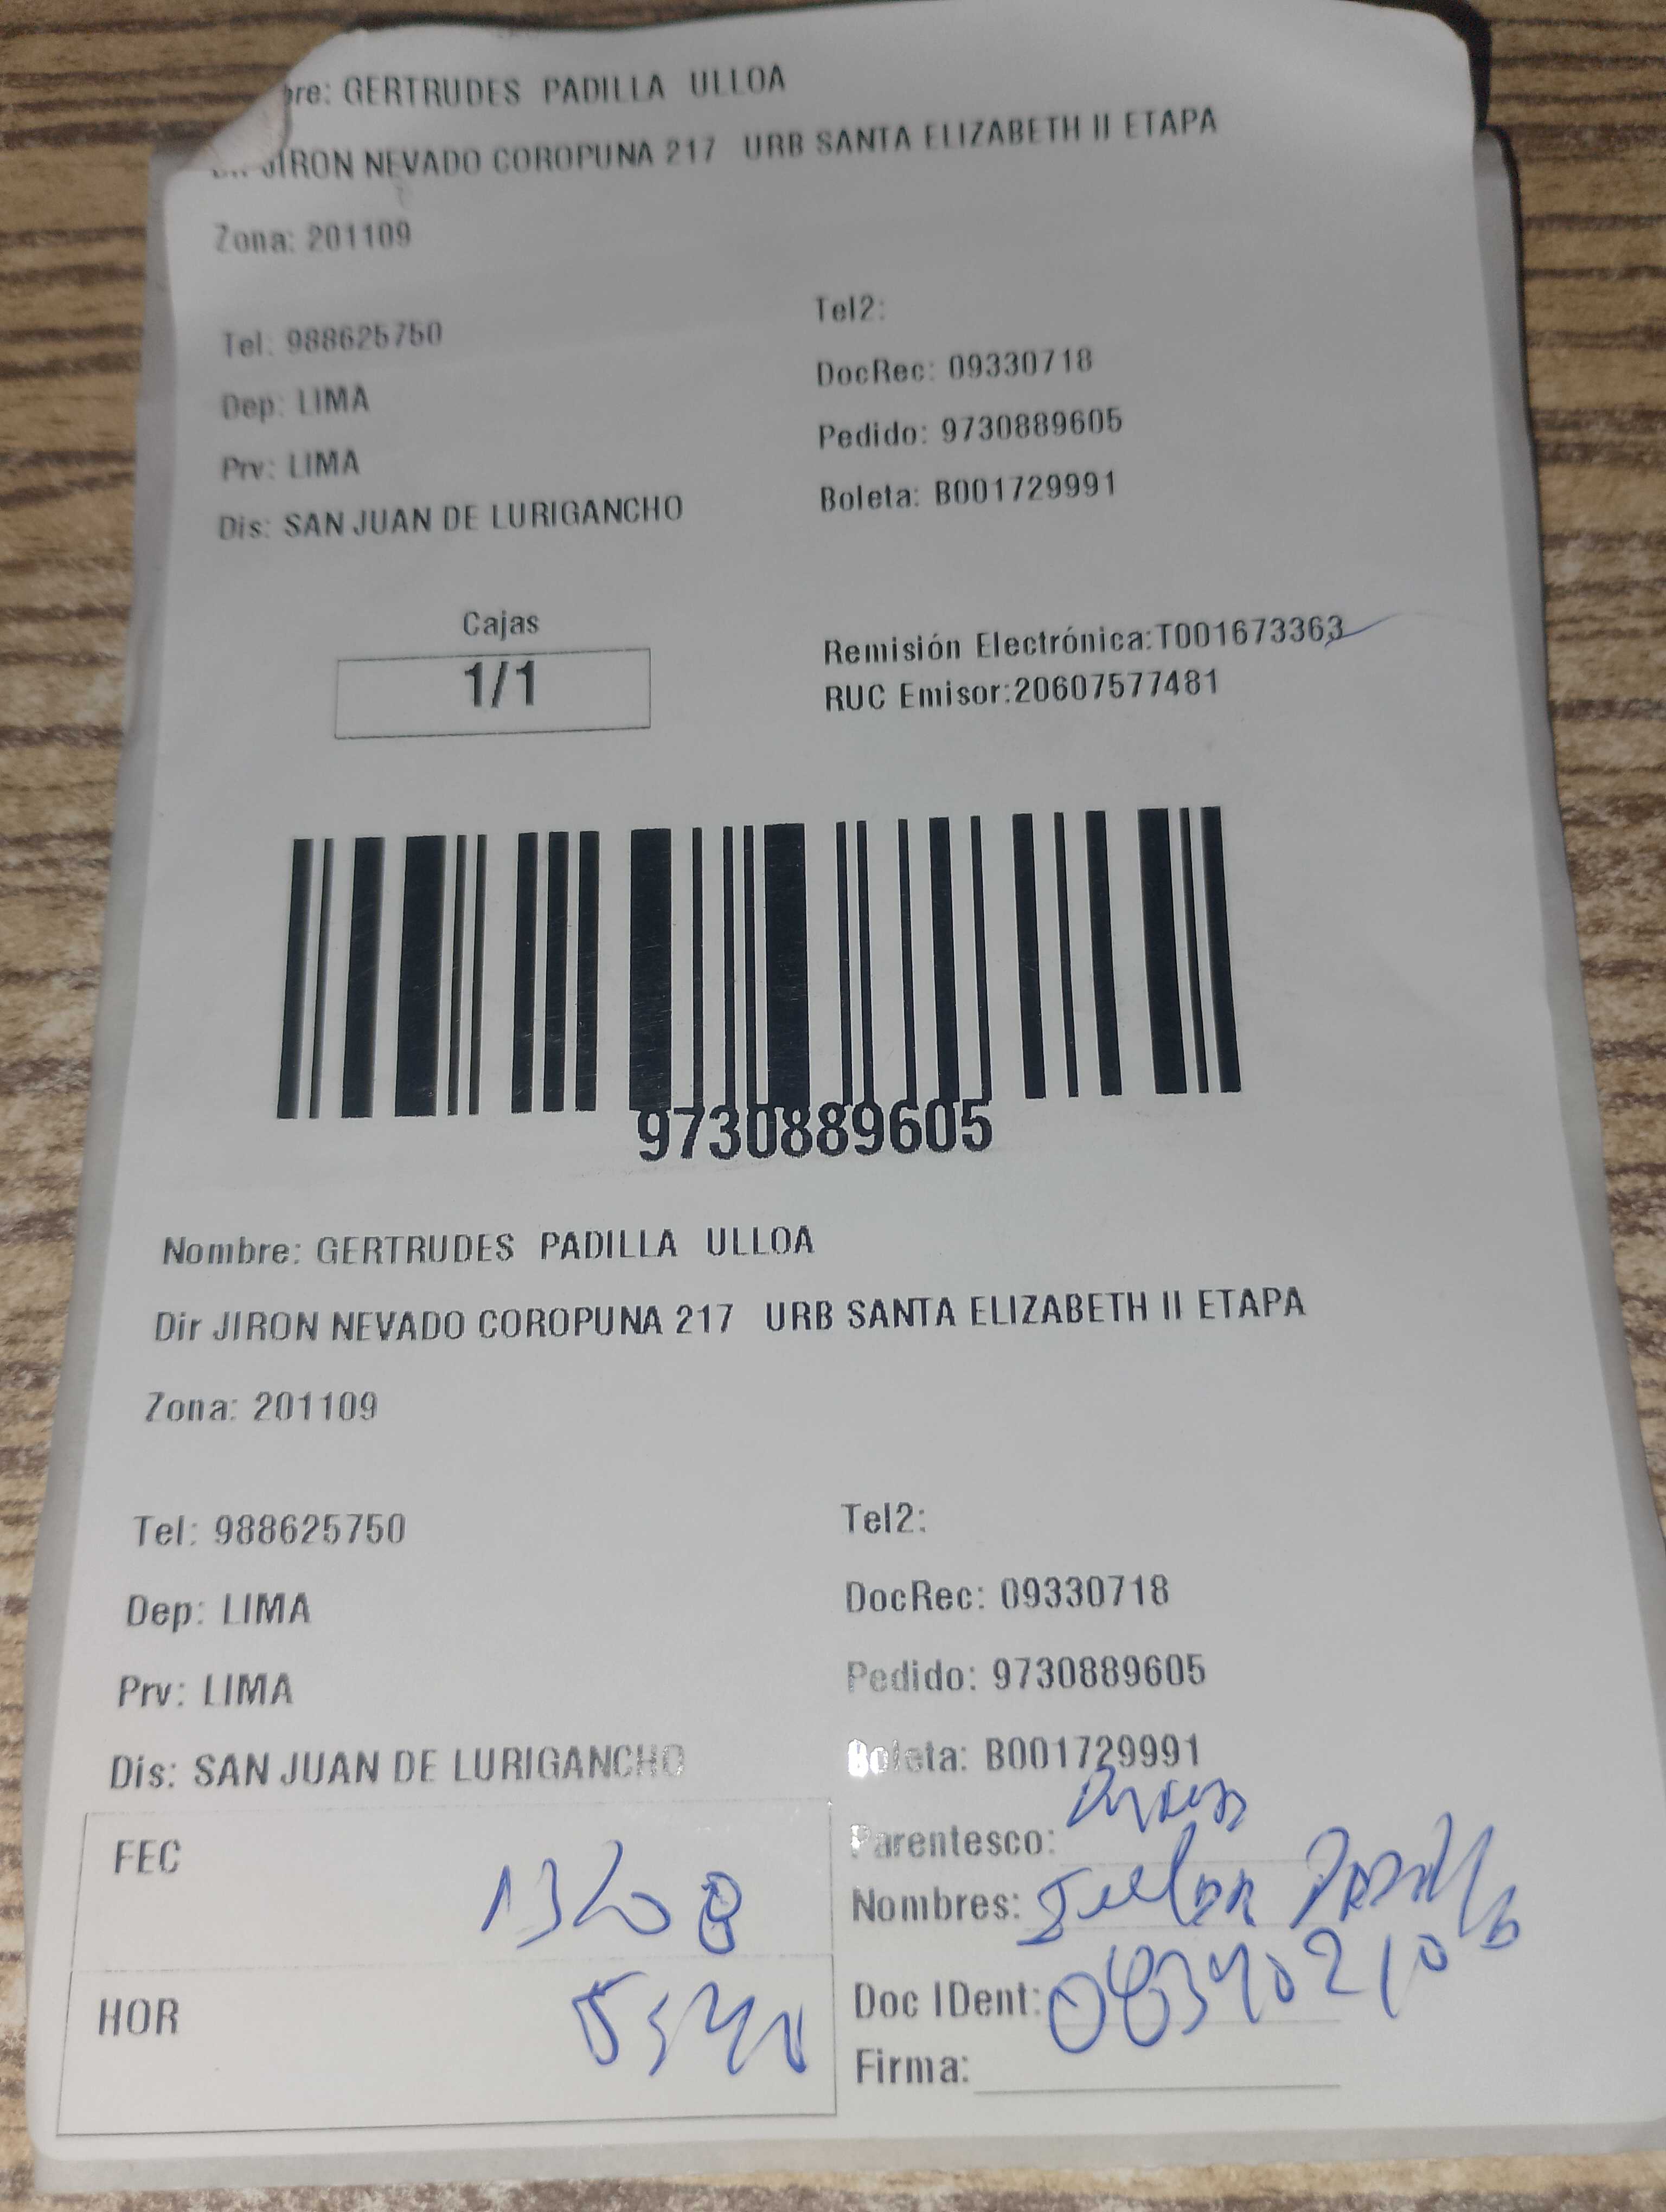 bre: GERTRUDES PADILLA ULLOA
JIRON NEVADO COROPUNA 217 URB SANTA ELIZABETH II ETAPA
Zona: 201109
Tel: 988625750
Dep: LIMA
Prv: LIMA
Dis: SAN JUAN DE LURIGANCHO
Tel2:
DocRec: 09330718
Pedido: 9730889605
Boleta: B001729991
Cajas
1/1
Remisión Electrónica:T001673363
RUC Emisor:20607577481
9730889605
Nombre: GERTRUDES PADILLA ULLOA
Dir JIRON NEVADO COROPUNA 217 URB SANTA ELIZABETH II ETAPA
Zona: 201109
Tel: 988625750
Dep: LIMA
Prv: LIMA
Dis: SAN JUAN DE LURIGANCHO
Tel2:
DocRec: 09330718
Pedido: 9730889605
Boleta: B001729991
FEC
HOR
Parentesco:
Nombres: Padilla
Doc IDent:
Firma: